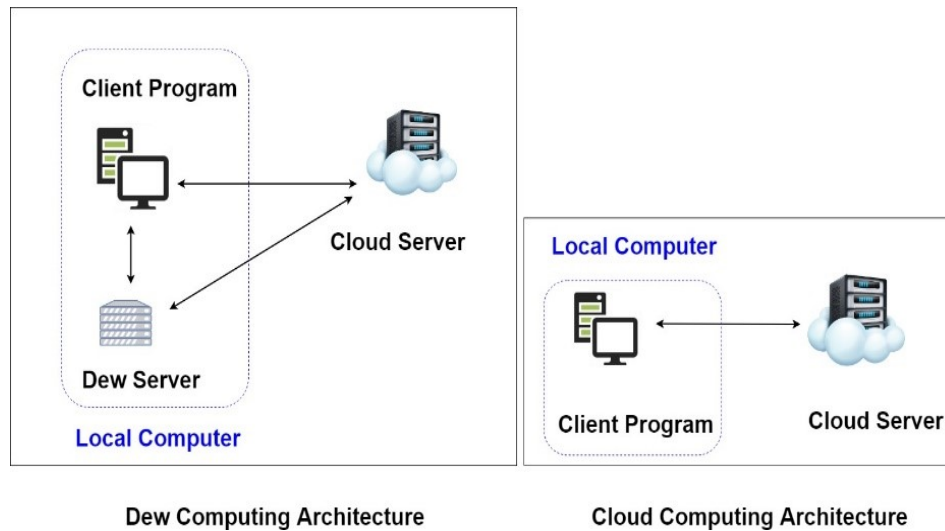 Client Program
Cloud Server
Dew Server
Local Computer
Dew Computing Architecture
Local Computer
Client Program
Cloud Server
Cloud Computing Architecture